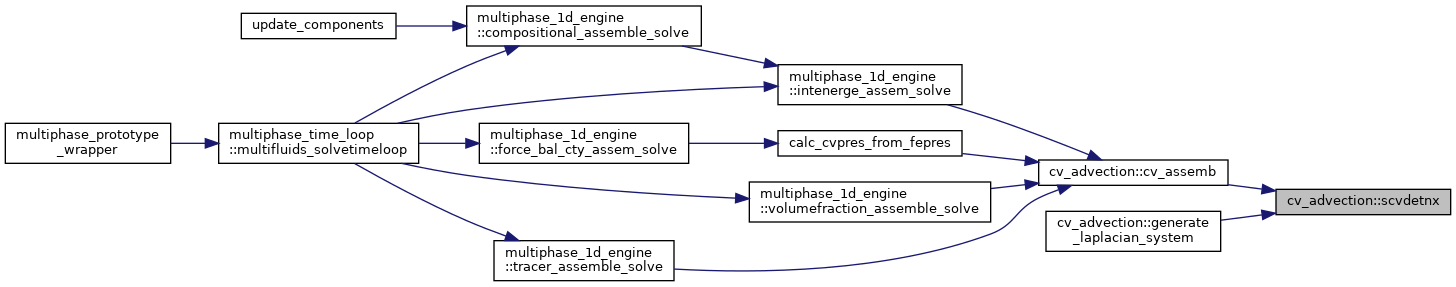 update_components
multiphase_1d_engine
::compositional_assemble_solve
multiphase_1d_engine
::intenerge_assem_solve
multiphase_prototype
_wrapper
multiphase_time_loop
::multifluids_solvetimeloop
multiphase_1d_engine
::force_bal_cty_assem_solve
calc_cvpres_from_fepres
cv_advection::cv_assemb
multiphase_1d_engine
::volumefraction_assemble_solve
cv_advection::scvdetnx
cv_advection::generate
_laplacian_system
multiphase_1d_engine
::tracer_assemble_solve